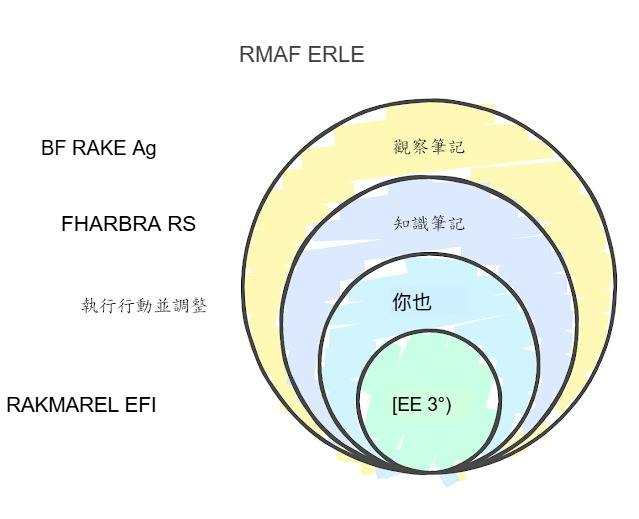 RMAF ERLE
BF RAKE Ag
觀察筆記
FHARBRA RS
知識筆記
執行行動並調整
你也
RAKMAREL EFI
[EE 3°)